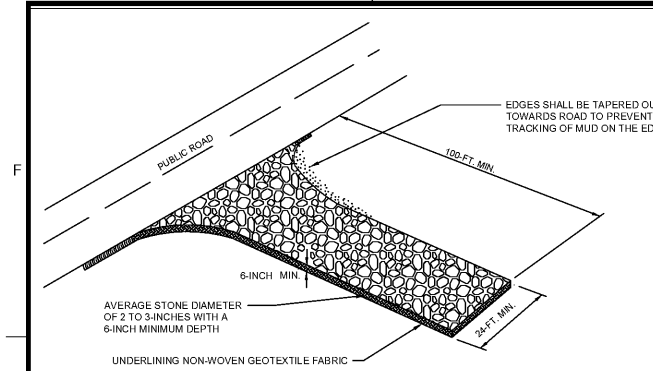 EDGES SHALL BE TAPERED
TOWARDS ROAD TO PREVENT
TRACKING OF MUD ON THE
PUBLIC ROAD
100-FT. MIN.
F
6-INCH MIN.
24-FT. MIN.
AVERAGE STONE DIAMETER
OF 2 TO 3-INCHES WITH A
6-INCH MINIMUM DEPTH
UNDERLINING NON-WOVEN GEOTEXTILE FABRIC